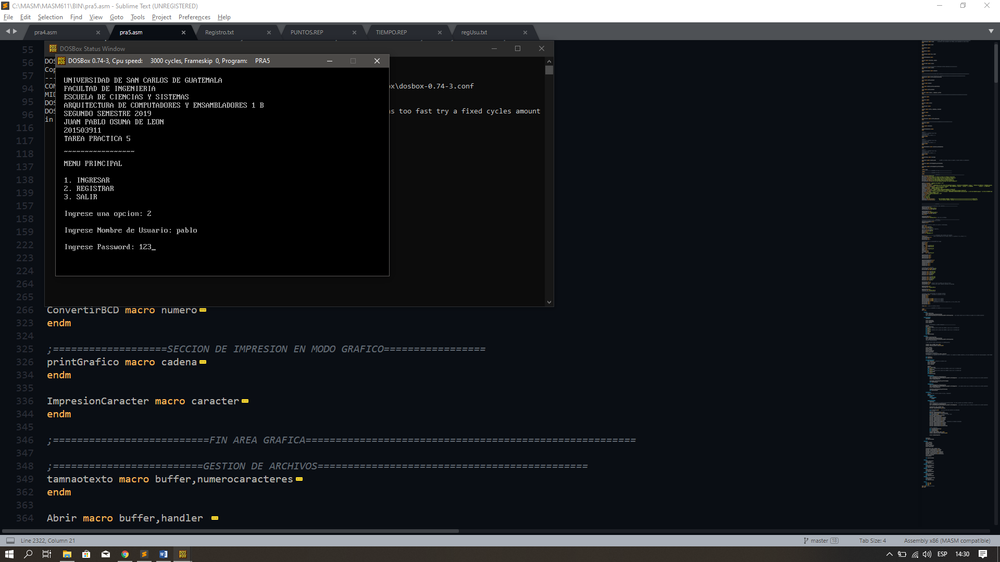 C:\MASM\MASM611\BIN\pra5.asm - Sublime Text (UNREGISTERED)
File Edit Selection Find View Goto Tools Project Preferences Help
pra4.asm pra5.asm Registro.txt PUNTOS.REP TIEMPO.REP regUsu.txt
DOSBox Status Window
DOSBox 0.74-3, Cpu speed: 3000 cycles, Frameskip 0, Program: PRA5
UNIVERSIDAD DE SAN CARLOS DE GUATEMALA
FACULTAD DE INGENIERIA
ESCUELA DE CIENCIAS Y SISTEMAS
ARQUITECTURA DE COMPUTADORES Y ENSAMBLADORES 1 B
SEGUNDO SEMESTRE 2019
JUAN PABLO OSUNA DE LEON
201503911
TAREA PRACTICA 5
~~~~~~~~~~~~~~~~~
MENU PRINCIPAL
1. INGRESAR
2. REGISTRAR
3. SALIR
Ingrese una opcion: 2
Ingrese Nombre de Usuario: pablo
Ingrese Password: 123_
DOS
Cop
---
CON
x\dosbox-0.74-3.conf
MID
DOS
DOS
s too fast try a fixed cycles amount
in
55
56
57
94
95
96
116
117
118
137
138
139
157
158
159
222
223
224
264
265
266 ConvertirBCD macro numero
323 endm
324
325 ;===================SECCION DE IMPRESION EN MODO GRAFICO=================
326 printGrafico macro cadena
334 endm
335
336 ImpresionCaracter macro caracter
344 endm
345
346 ;==========================FIN AREA GRAFICA=======================================================
347
348 ;=========================GESTION DE ARCHIVOS=============================================
349 tamnaotexto macro buffer,numerocaracteres
362 endm
363
364 Abrir macro buffer,handler
Line 2322, Column 21 master 18 Tab Size: 4 Assembly x86 (MASM compatible)
ESP 14:30